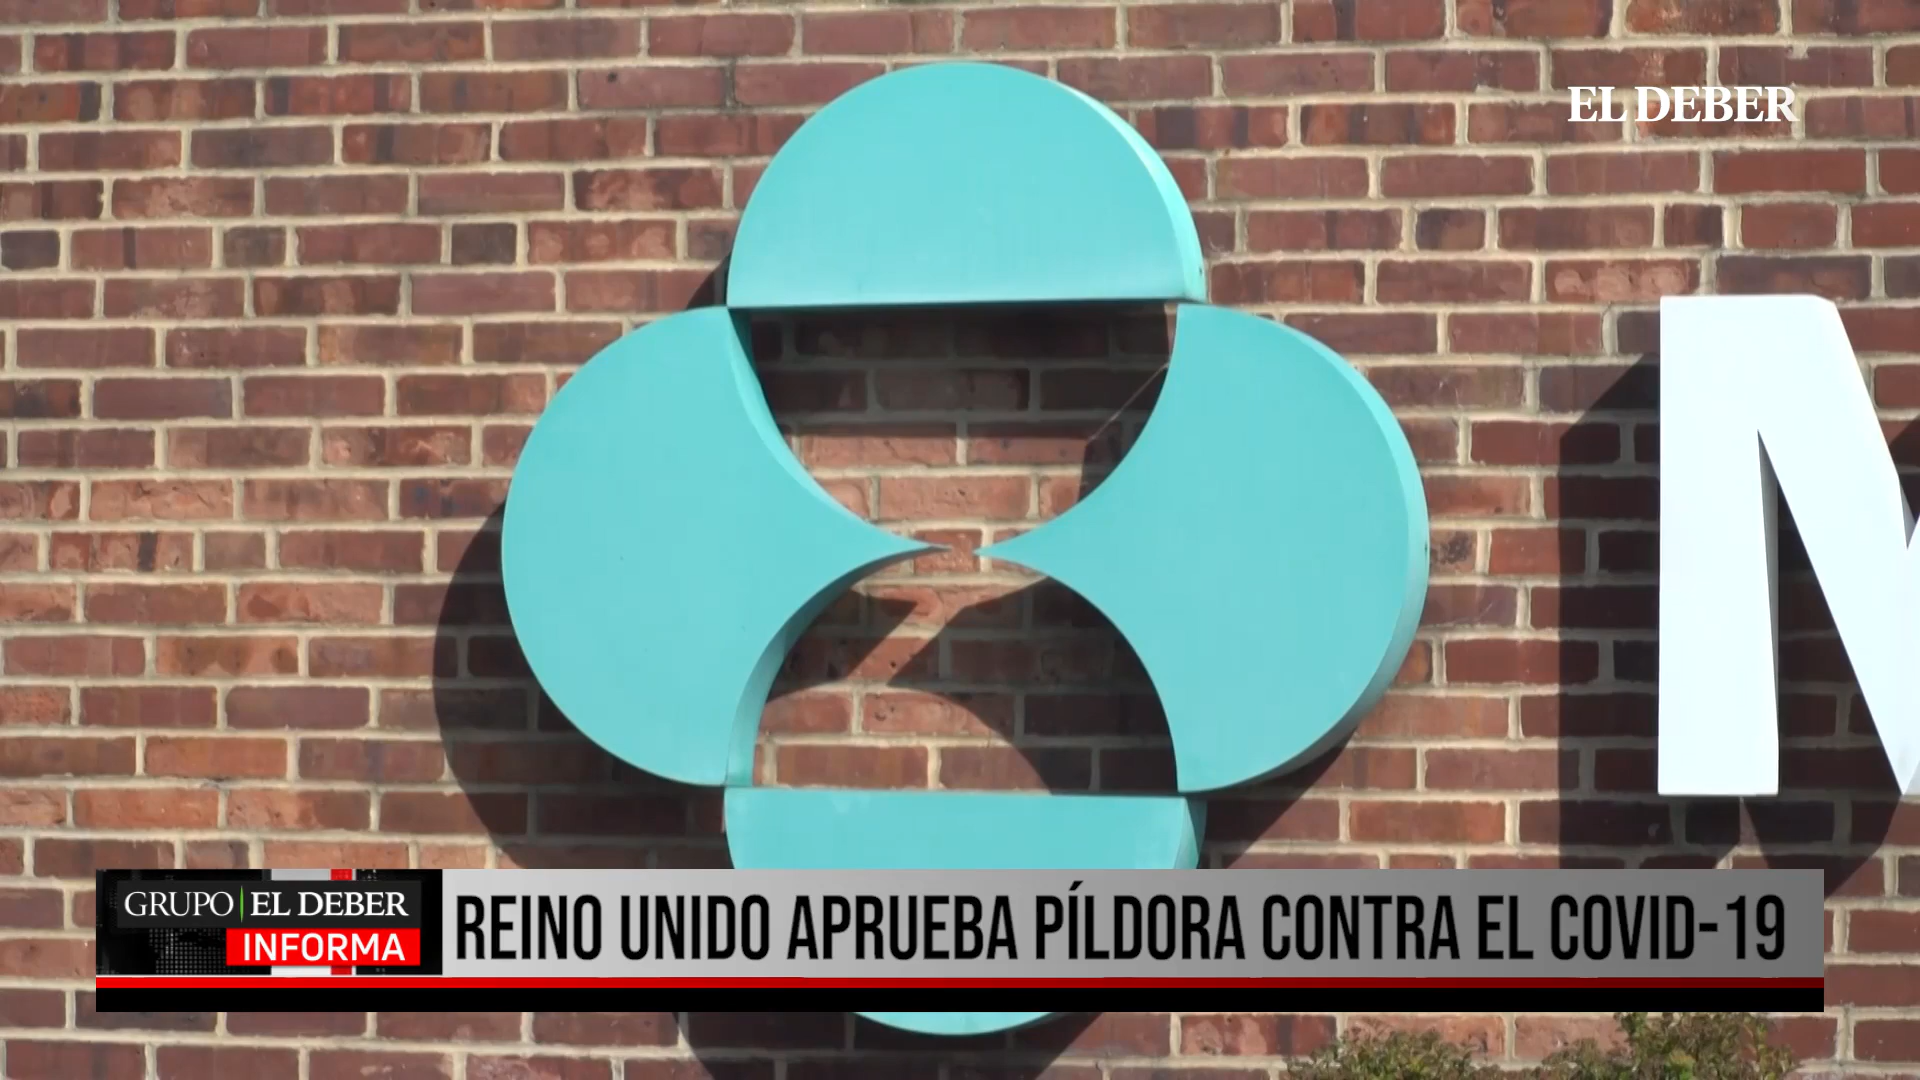 EL DEBER
M
GRUPO EL DEBER
INFORMA
REINO UNIDO APRUEBA PÍLDORA CONTRA EL COVID-19